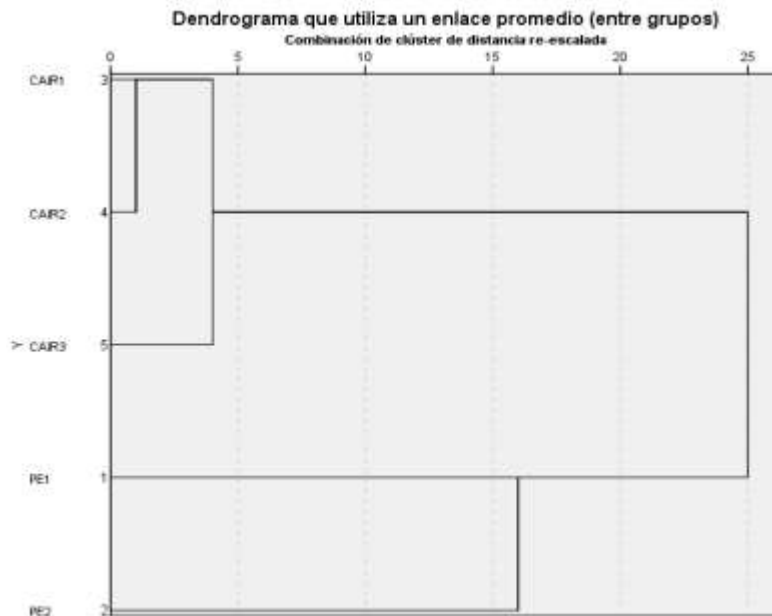 Dendrograma que utiliza un enlace promedio (entre grupos)
Combinación de clúster de distancia re-escalada
0 5 10 15 20 25
CAIR1 3
CAIR2 4
Y CAIR3 5
PE1 1
PE2 2